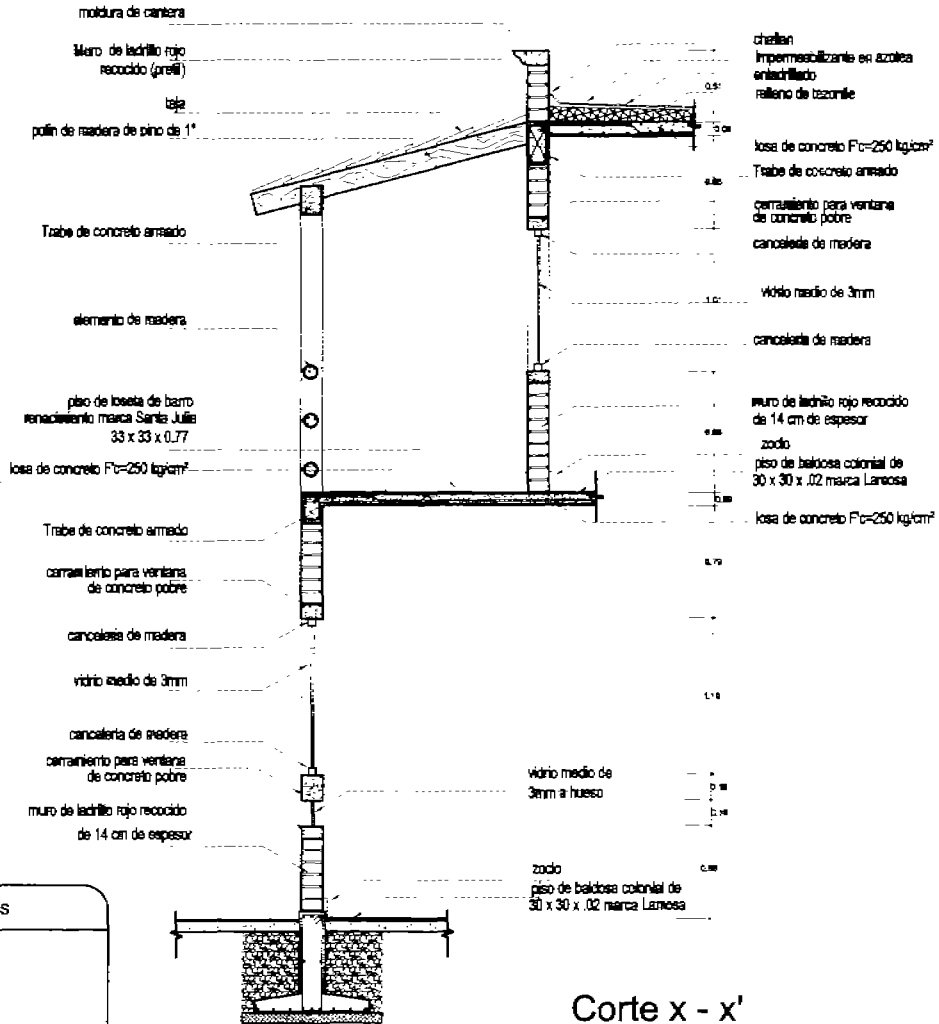 moldura de cantera
Muro de ladrillo rojo
recocido (pretil)
teja
polin de madera de pino de 1"
Trabe de concreto armado
elemento de madera
piso de loseta de barro
renacimiento marca Santa Julia
33 x 33 x 0.77
losa de concreto F'c=250 kg/cm²
Trabe de concreto armado
cerramiento para ventana
de concreto pobre
canceleria de madera
vidrio medio de 3mm
canceleria de madera
cerramiento para ventana
de concreto pobre
muro de ladrillo rojo recocido
de 14 cm de espesor
s
chaflan
impermeabilizante en azotea
enladrillado
relleno de tezontle
losa de concreto F'c=250 kg/cm²
Trabe de concreto armado
cerramiento para ventana
de concreto pobre
canceleria de madera
vidrio medio de 3mm
canceleria de madera
muro de ladrillo rojo recocido
de 14 cm de espesor
zoclo
piso de baldosa colonial de
30 x 30 x .02 marca Lamosa
losa de concreto F'c=250 kg/cm²
vidrio medio de
3mm a hueso
zoclo
piso de baldosa colonial de
30 x 30 x .02 marca Lamosa
Corte x - x'